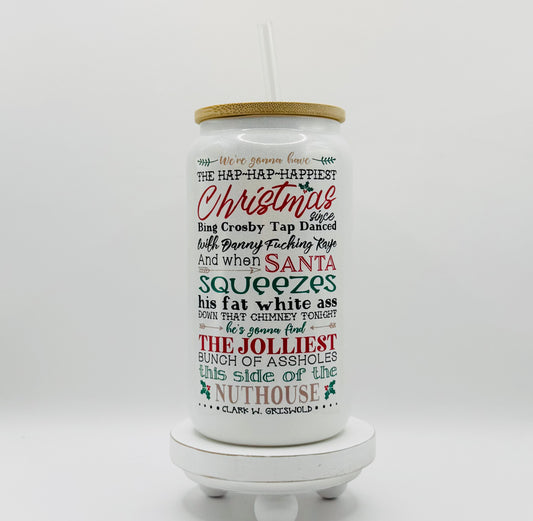 We're gonna have
THE HAP-HAP-HAPPIEST
Christmas
since
Bing Crosby Tap Danced
with Danny Fucking Kaye
And when SANTA
SQUEEZES
his fat white ass
DOWN THAT CHIMNEY TONIGHT
he's gonna find
THE JOLLIEST
BUNCH OF ASSHOLES
this side of the
NUTHOUSE
CLARK W. GRISWOLD